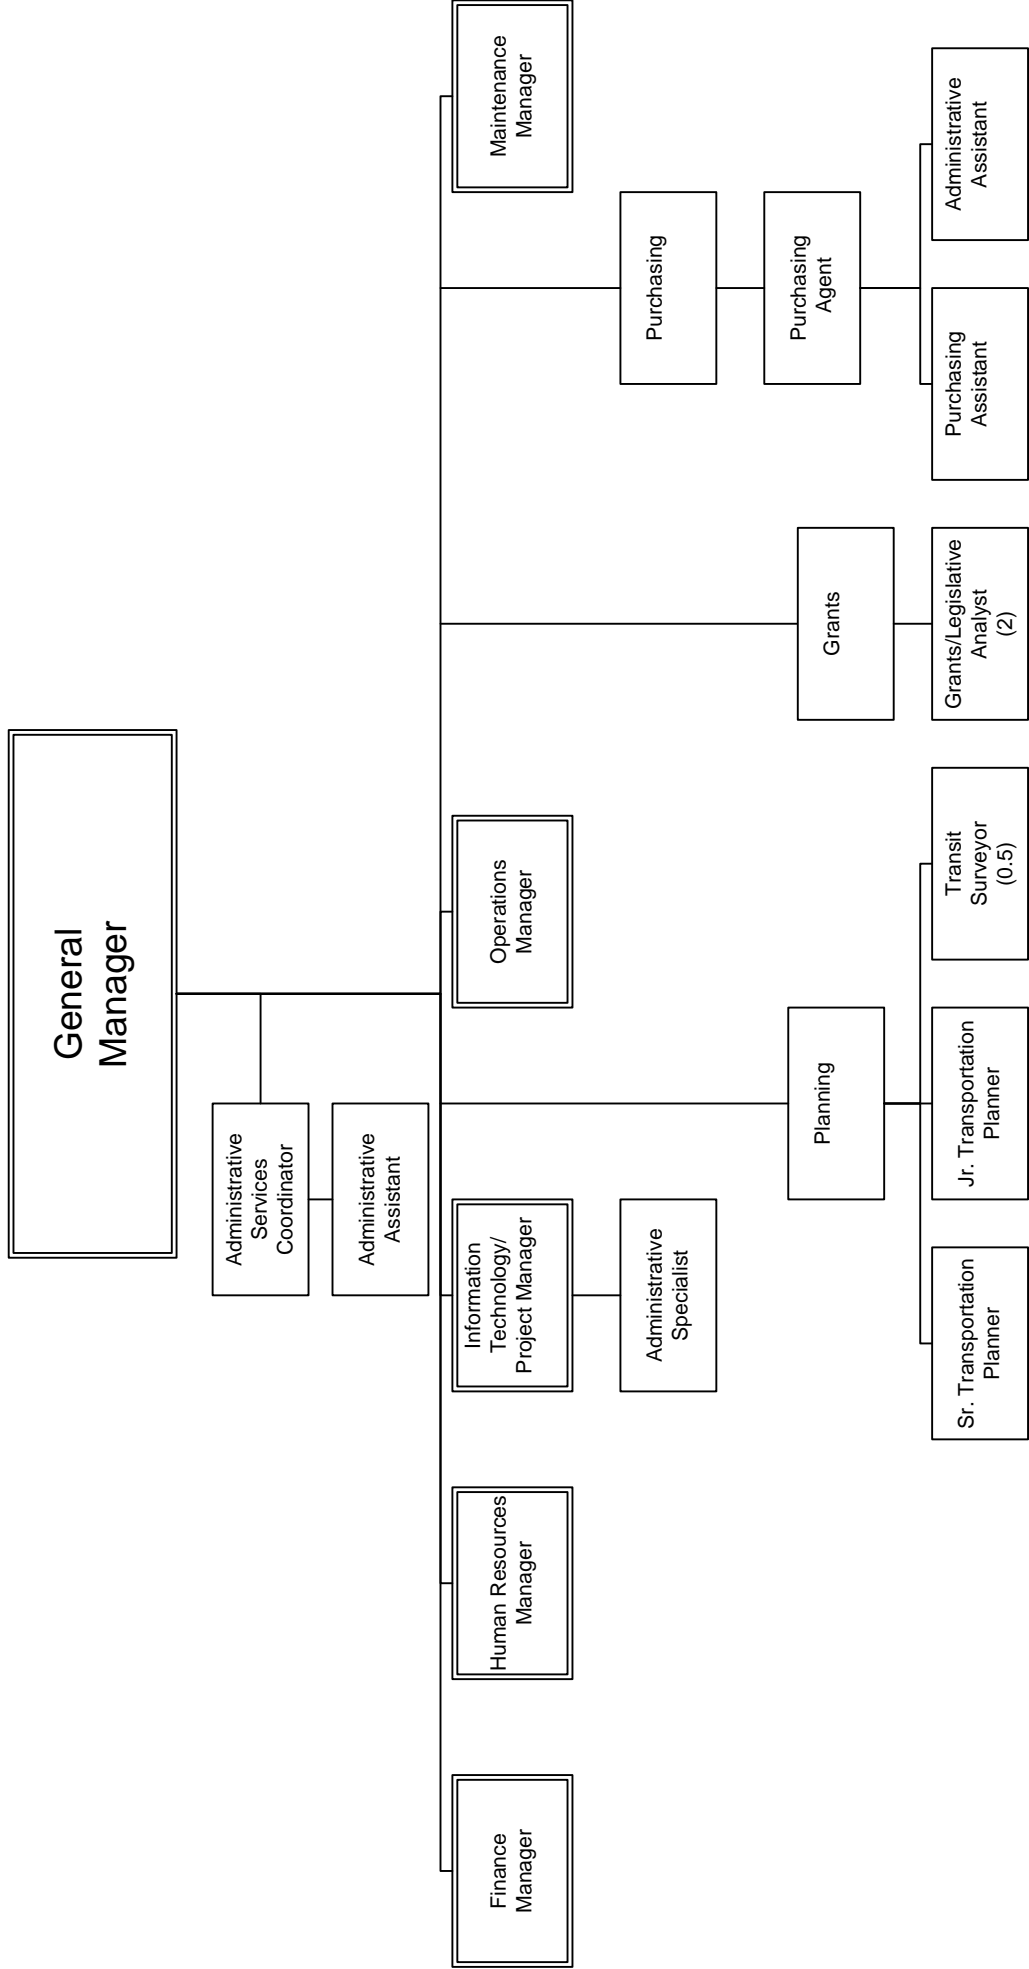 General
Manager
Administrative
Services
Coordinator
Administrative
Assistant
Finance
Manager
Human Resources
Manager
Information
Technology/
Project Manager
Operations
Manager
Maintenance
Manager
Administrative
Specialist
Planning
Grants
Purchasing
Purchasing
Agent
Sr. Transportation
Planner
Jr. Transportation
Planner
Transit
Surveyor
(0.5)
Grants/Legislative
Analyst
(2)
Purchasing
Assistant
Administrative
Assistant